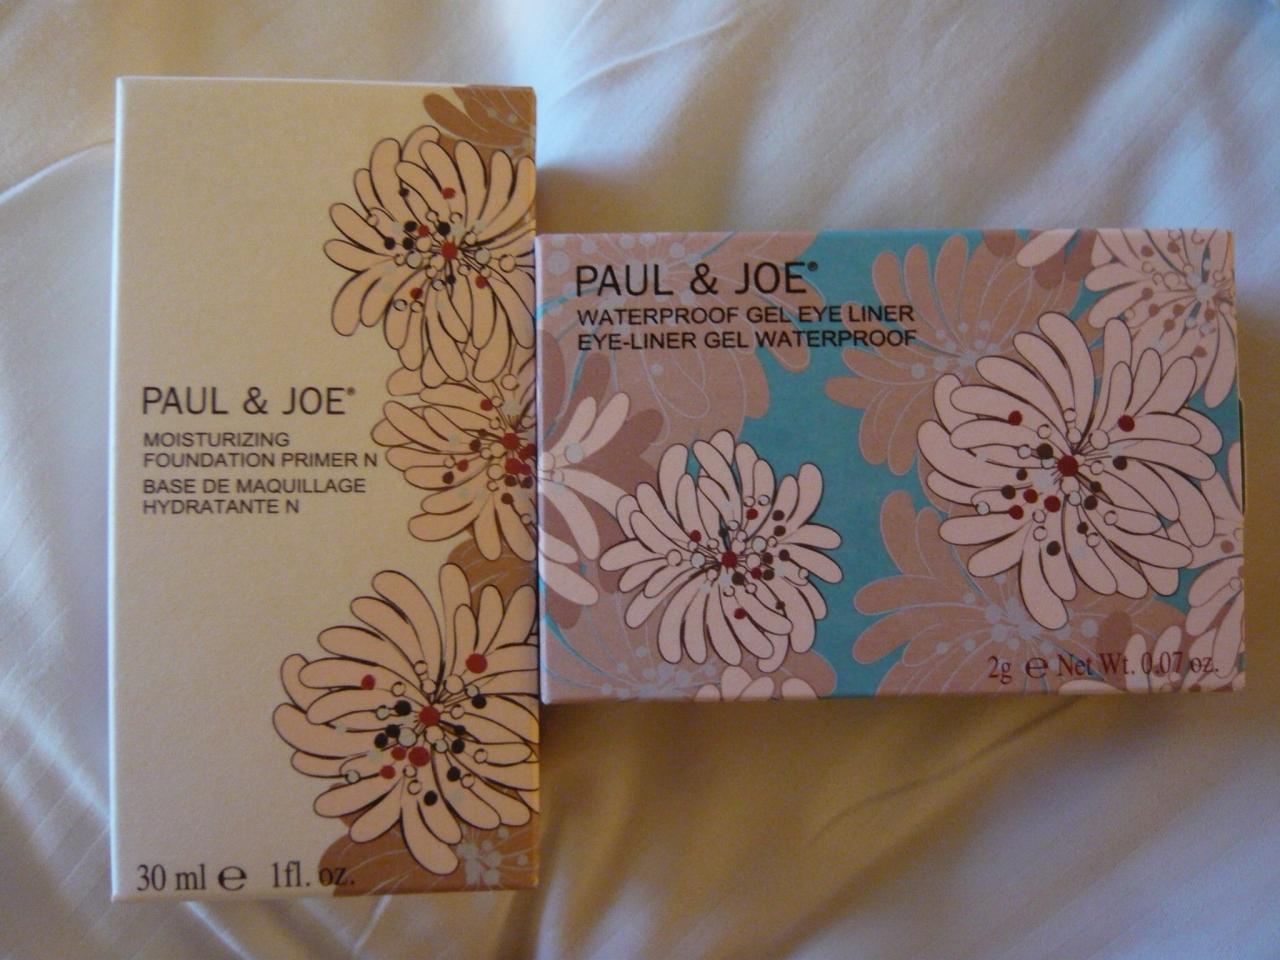 PAUL & JOE®
MOISTURIZING
FOUNDATION PRIMER N
BASE DE MAQUILLAGE
HYDRATANTE N
30 ml ℮ 1fl. oz.
PAUL & JOE®
WATERPROOF GEL EYE LINER
EYE-LINER GEL WATERPROOF
2g ℮ Net Wt. 0.07 oz.